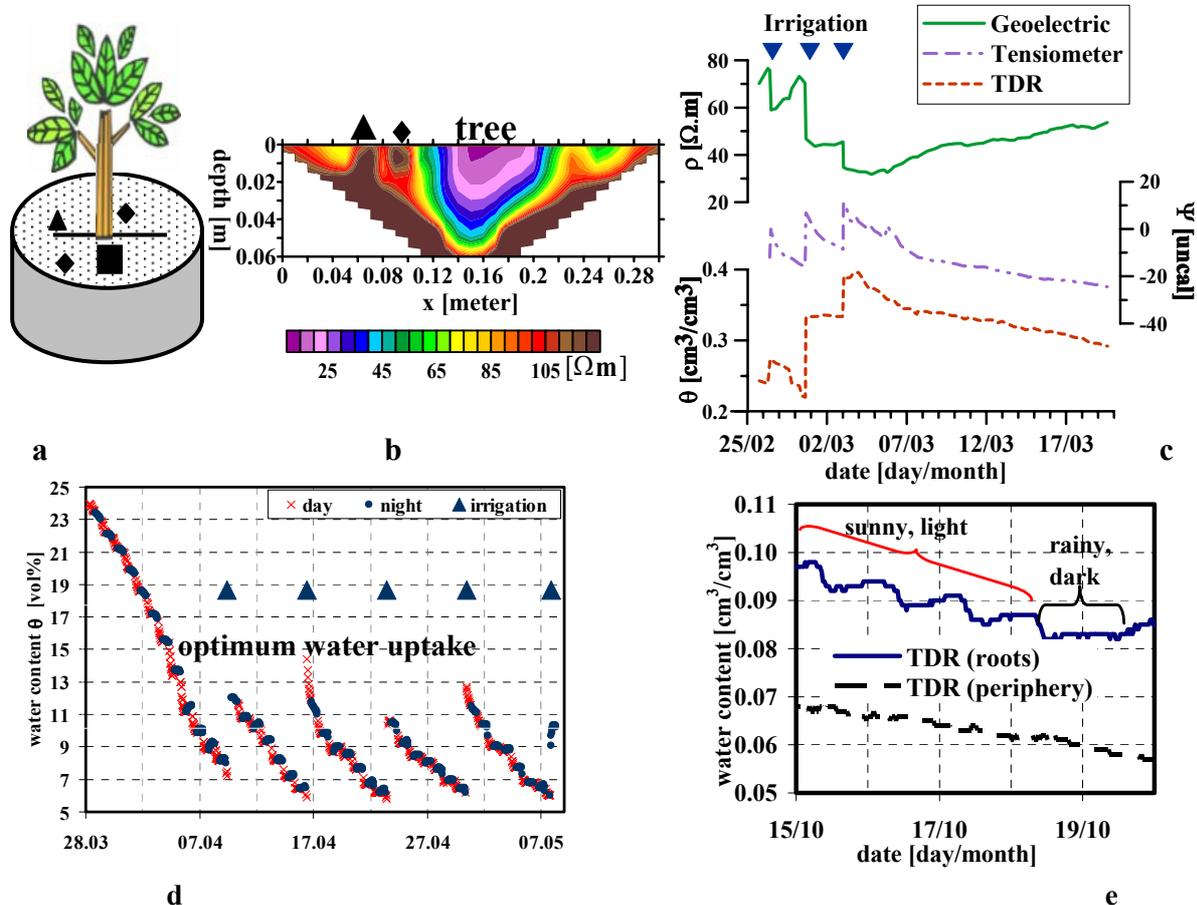 tree
depth [m]
0
0.02
0.04
0.06
0 0.04 0.08 0.12 0.16 0.2 0.24 0.28
x [meter]
25 45 65 85 105 [Ωm]
a
b
Irrigation
Geoelectric
Tensiometer
TDR
ρ [Ω.m]
80
60
40
20
20
0
−20
−40
Ψ [uncal]
θ [cm3/cm3]
0.4
0.3
0.2
25/02 02/03 07/03 12/03 17/03
date [day/month]
c
water content θ [vol%]
25
23
21
19
17
15
13
11
9
7
5
day night irrigation
optimum water uptake
28.03 07.04 17.04 27.04 07.05
d
water content [cm³/cm³]
0.11
0.10
0.09
0.08
0.07
0.06
0.05
sunny, light
rainy,
dark
TDR (roots)
TDR (periphery)
15/10 17/10 19/10
date [day/month]
e